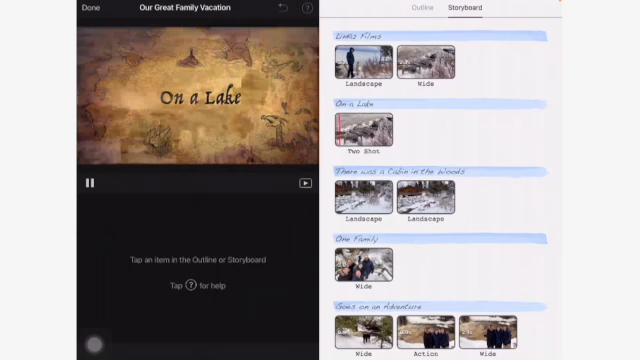 Done
Our Great Family Vacation
?
On a Lake
Tap an item in the Outline or Storyboard
Tap ? for help
Outline
Storyboard
Films
Landscape
Wide
On a Lake
Two Shot
There was a Cabin in the Woods
Landscape
Landscape
One Family
Wide
Goes on an Adventure
Wide
Action
Wide